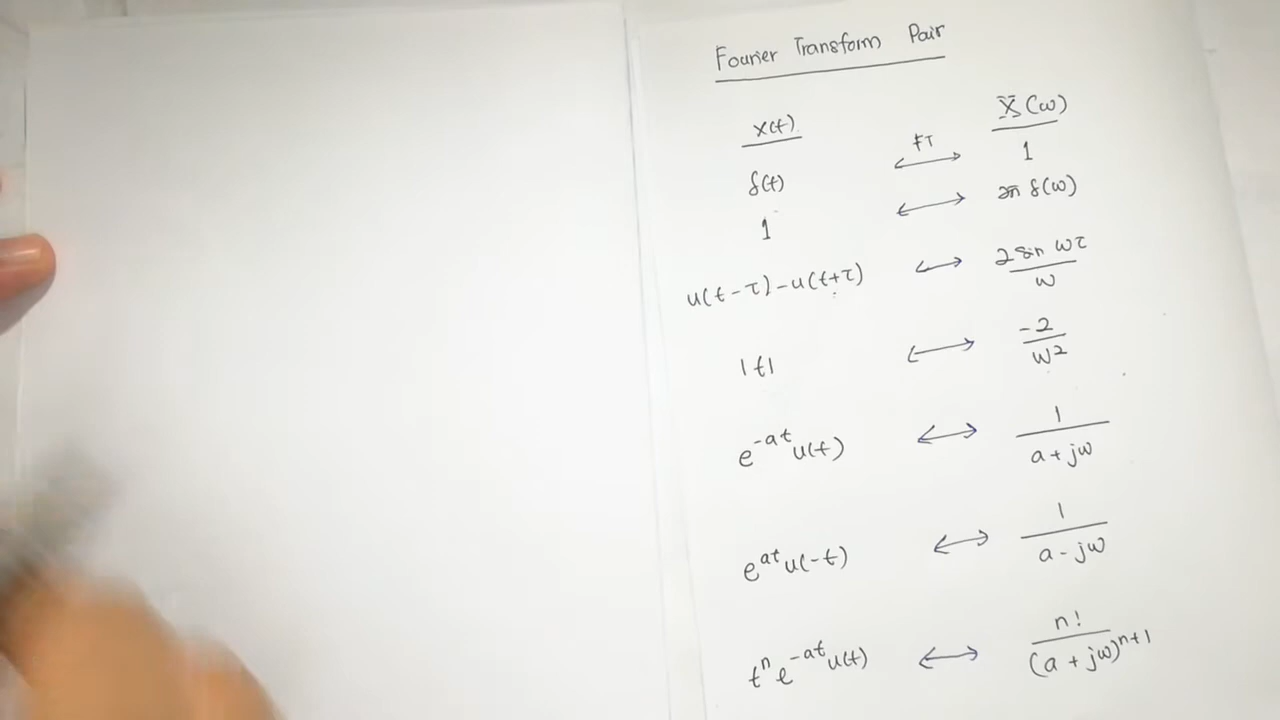 Fourier Transform Pair
x(t) X(ω)
δ(t) ←FT→ 1
1 ↔ 2π δ(ω)
u(t-τ)-u(t+τ) ↔ 2 sin ωτ / ω
|t| ↔ -2 / ω²
e^-at u(t) ↔ 1 / a+jω
e^at u(-t) ↔ 1 / a-jω
t^n e^-at u(t) ↔ n! / (a+jω)^n+1